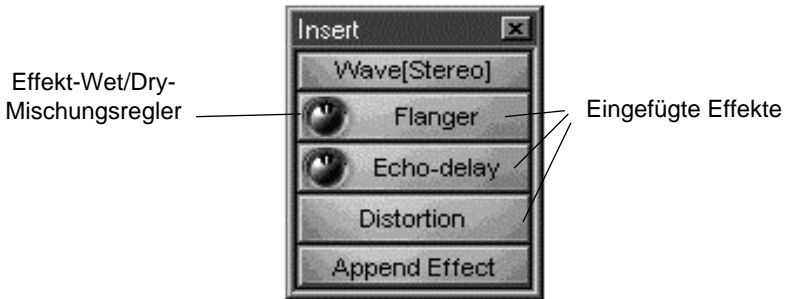 Insert
Wave[Stereo]
Effekt-Wet/Dry-
Mischungsregler
Flanger
Eingefügte Effekte
Echo-delay
Distortion
Append Effect